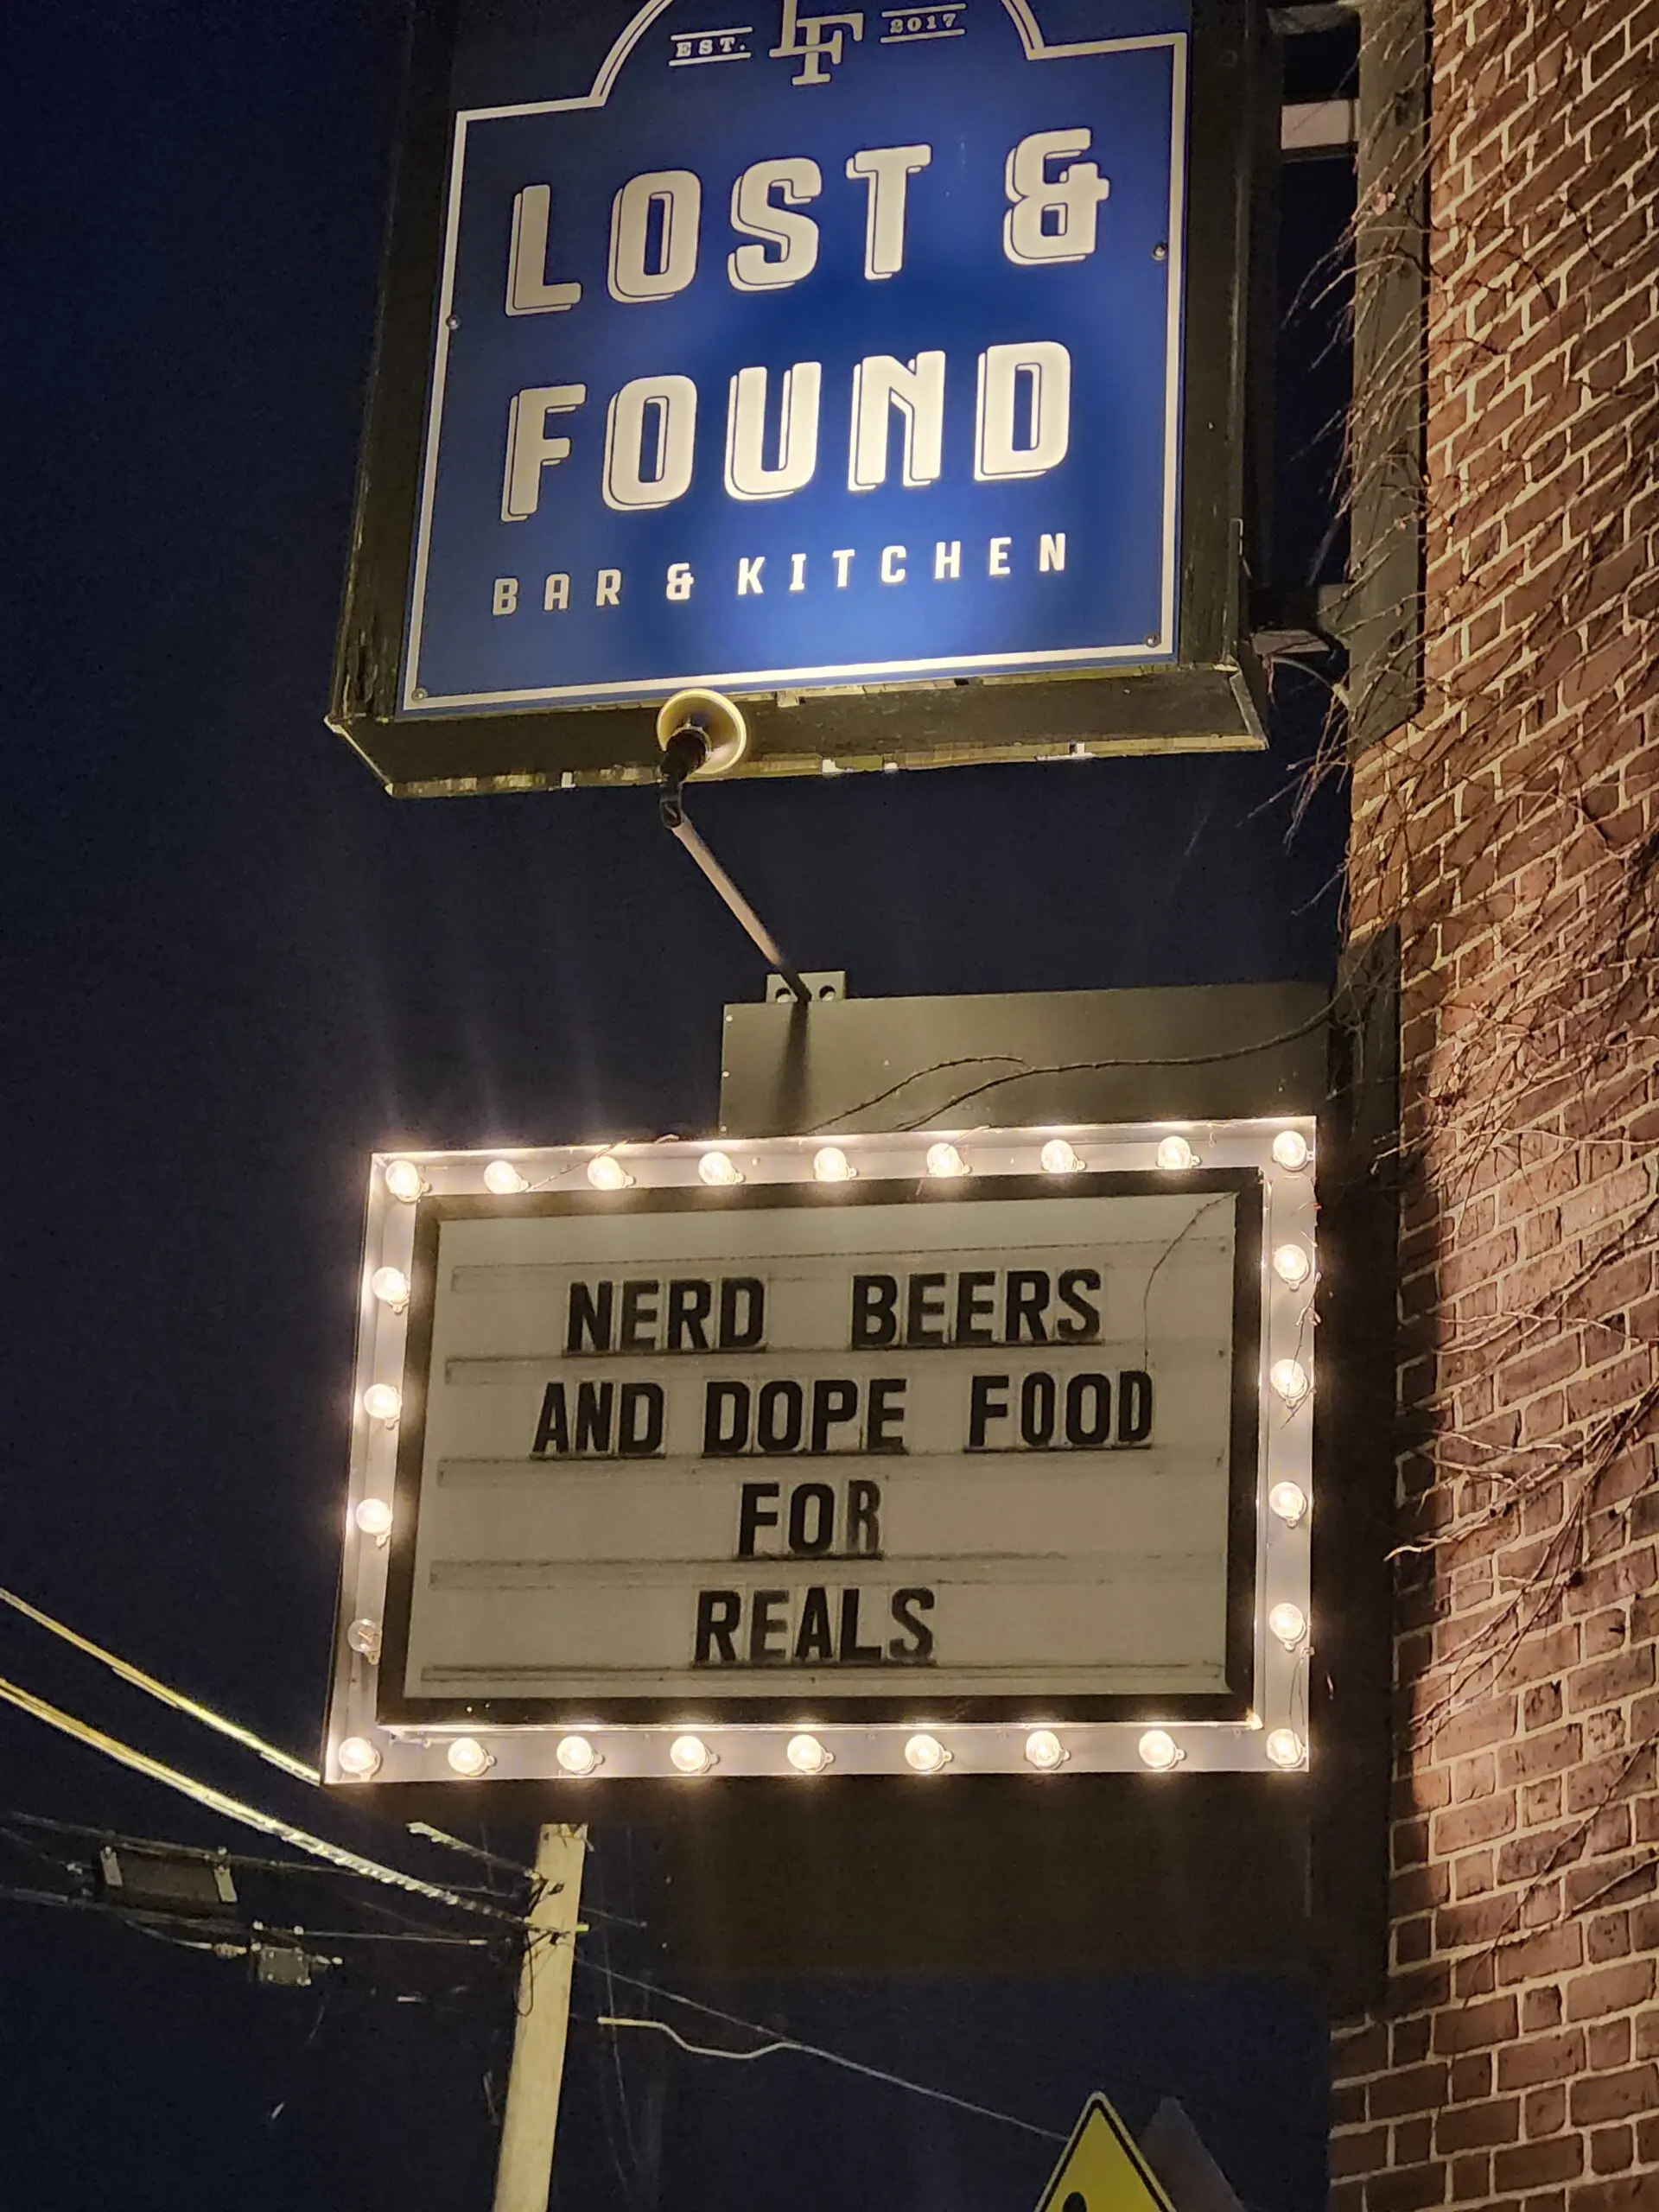 EST. LF 2017
LOST &
FOUND
BAR & KITCHEN
NERD BEERS
AND DOPE FOOD
FOR
REALS